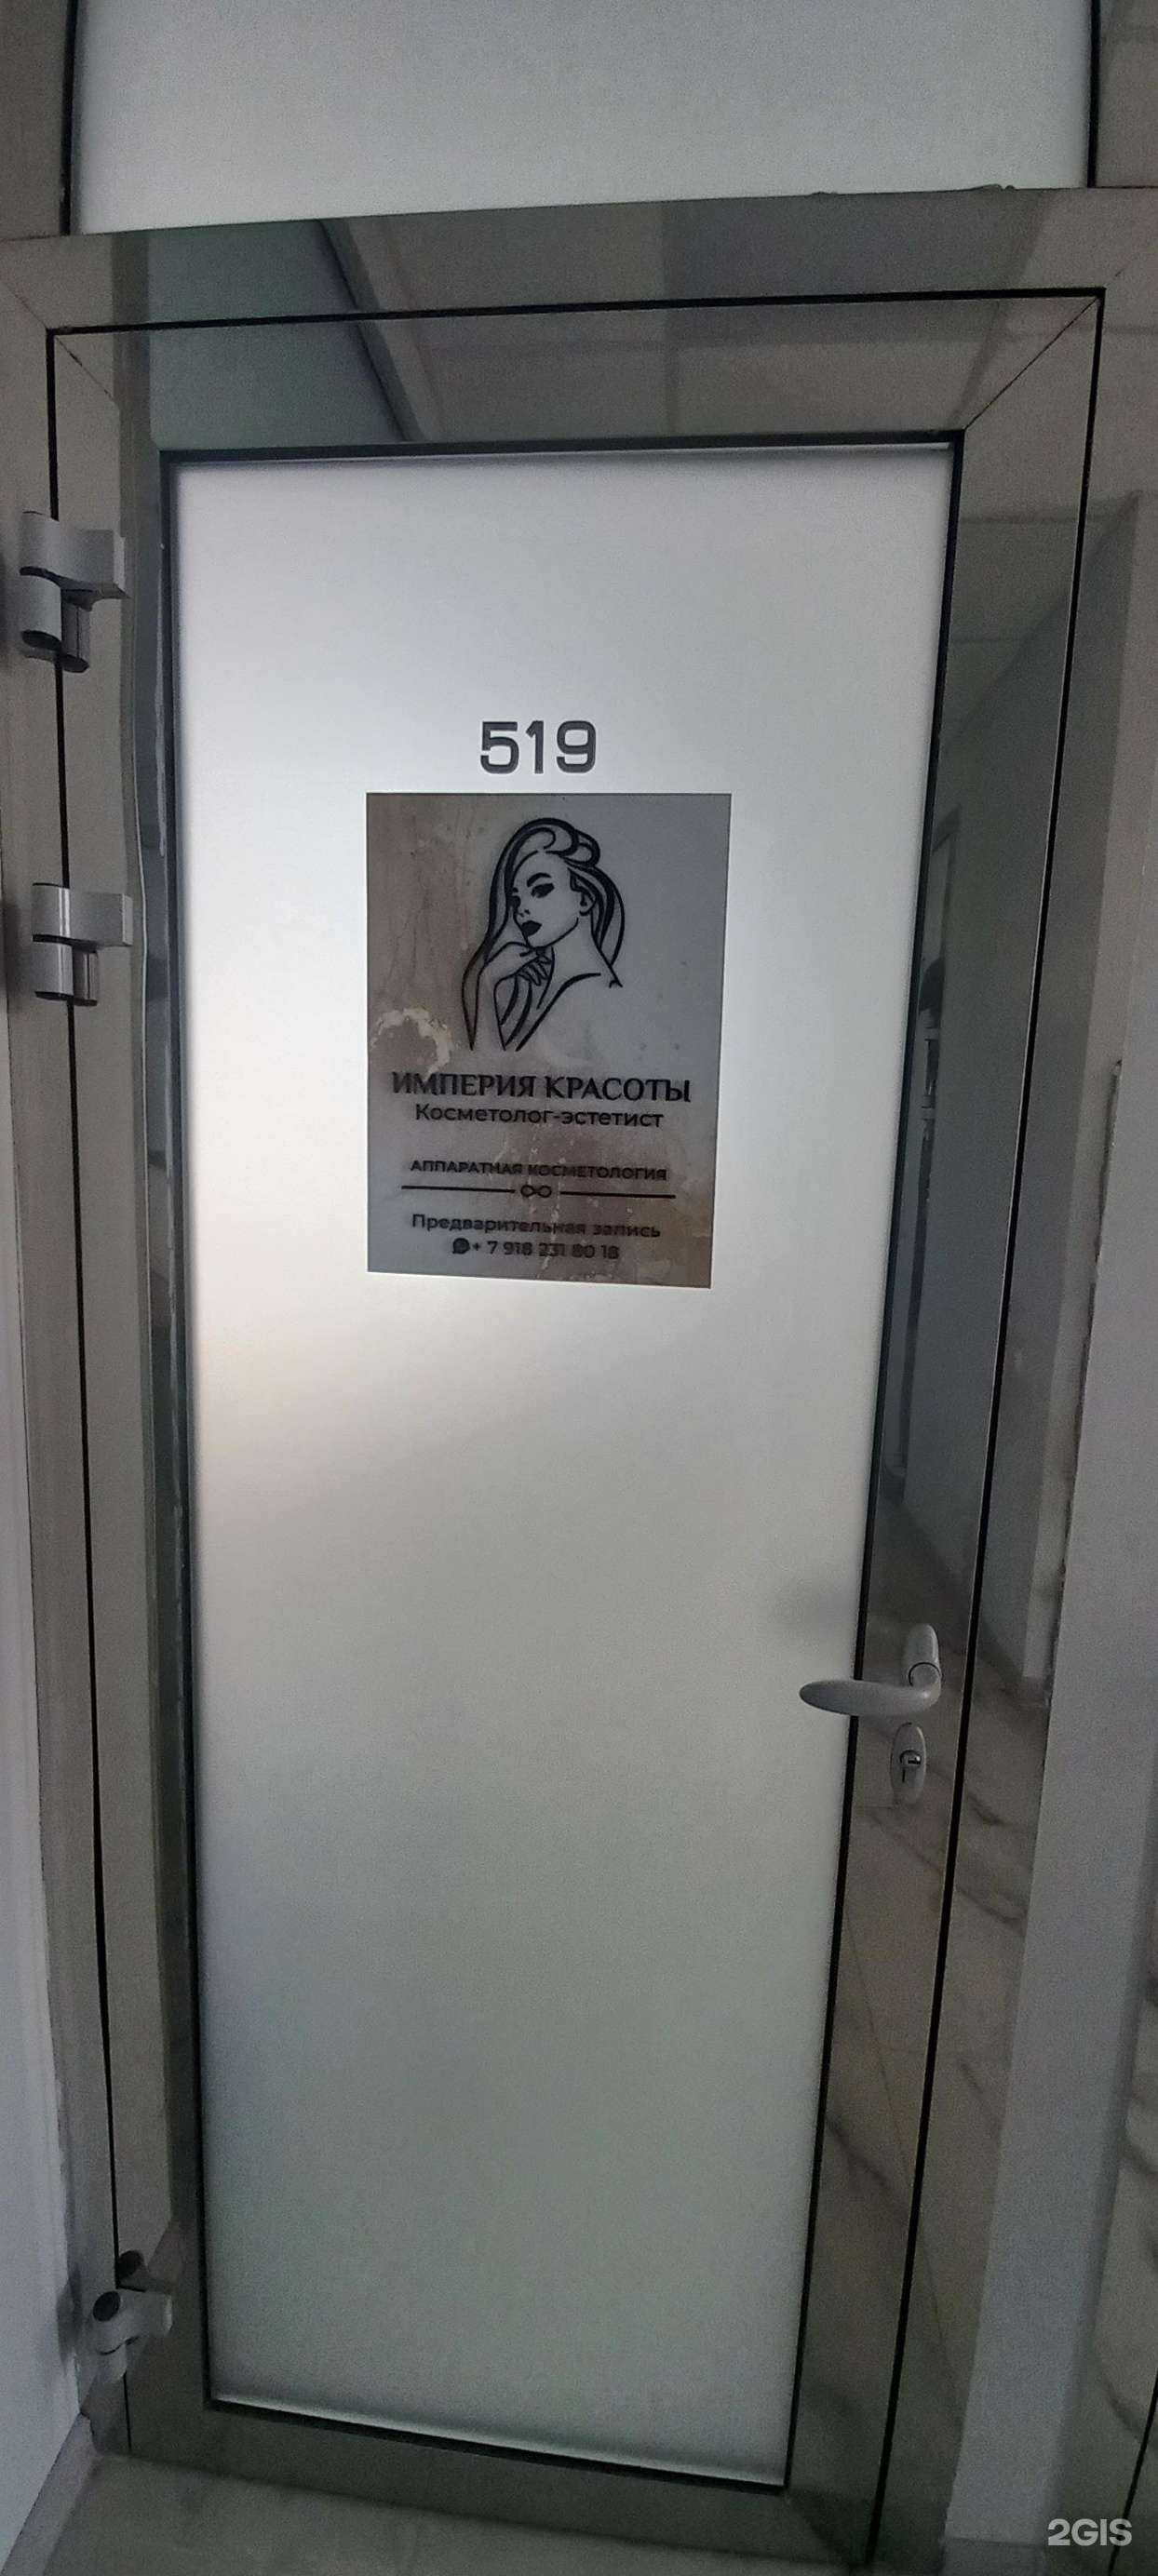 519
ИМПЕРИЯ КРАСОТЫ
Косметолог-эстетист
АППАРАТНАЯ КОСМЕТОЛОГИЯ
Предварительная запись
+ 7 918 231 80 18
2GIS